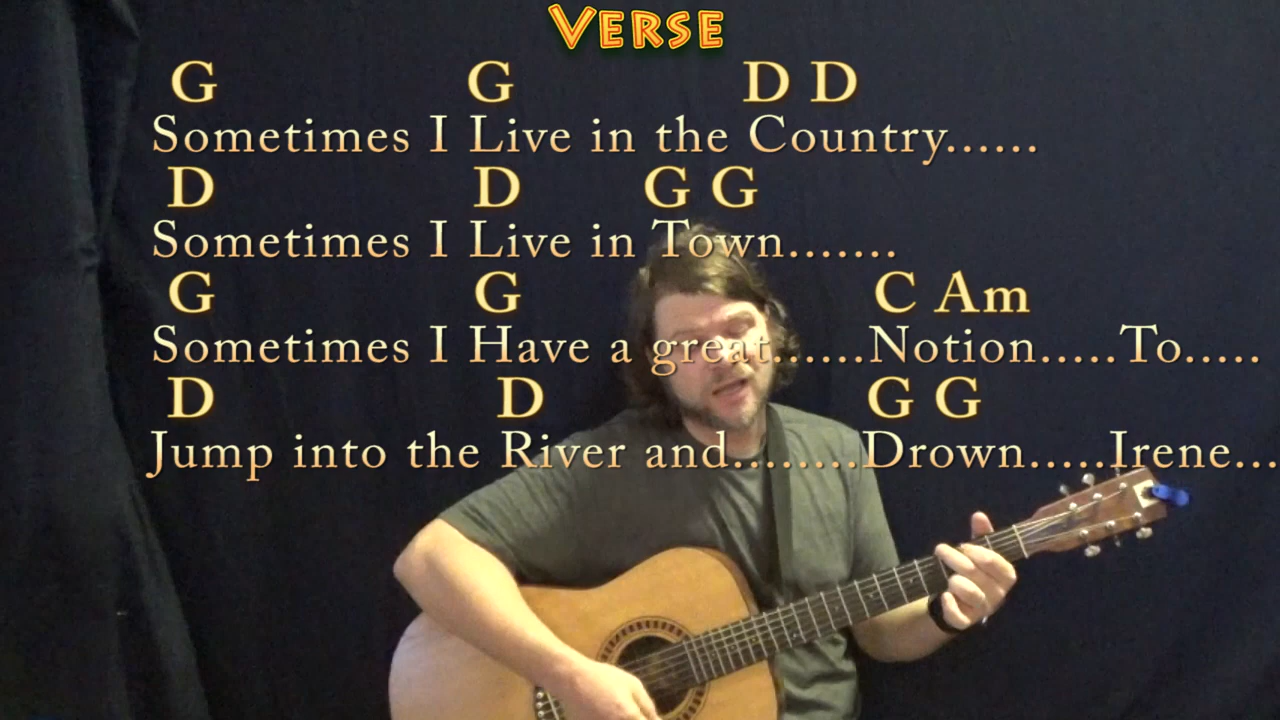 VERSE
G G D D
Sometimes I Live in the Country......
D D G G
Sometimes I Live in Town.......
G G C Am
Sometimes I Have a great......Notion.....To.....
D D G G
Jump into the River and........Drown.....Irene...